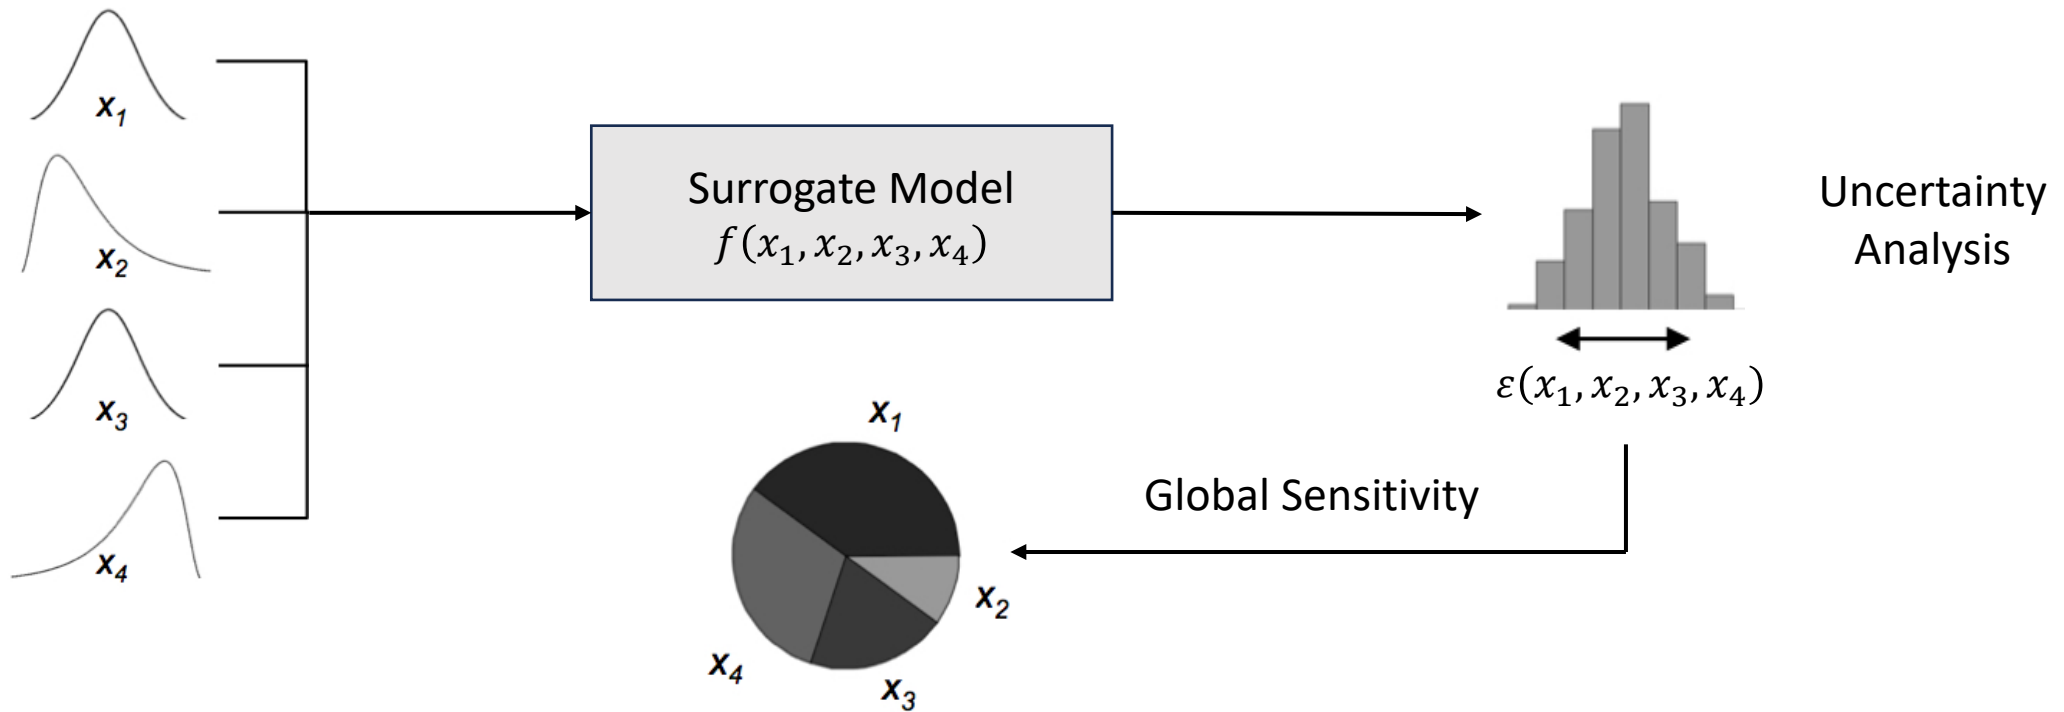 x₁
x₂
x₃
x₄
Surrogate Model
f(x₁, x₂, x₃, x₄)
Uncertainty
Analysis
ε(x₁, x₂, x₃, x₄)
Global Sensitivity
x₁
x₂
x₃
x₄